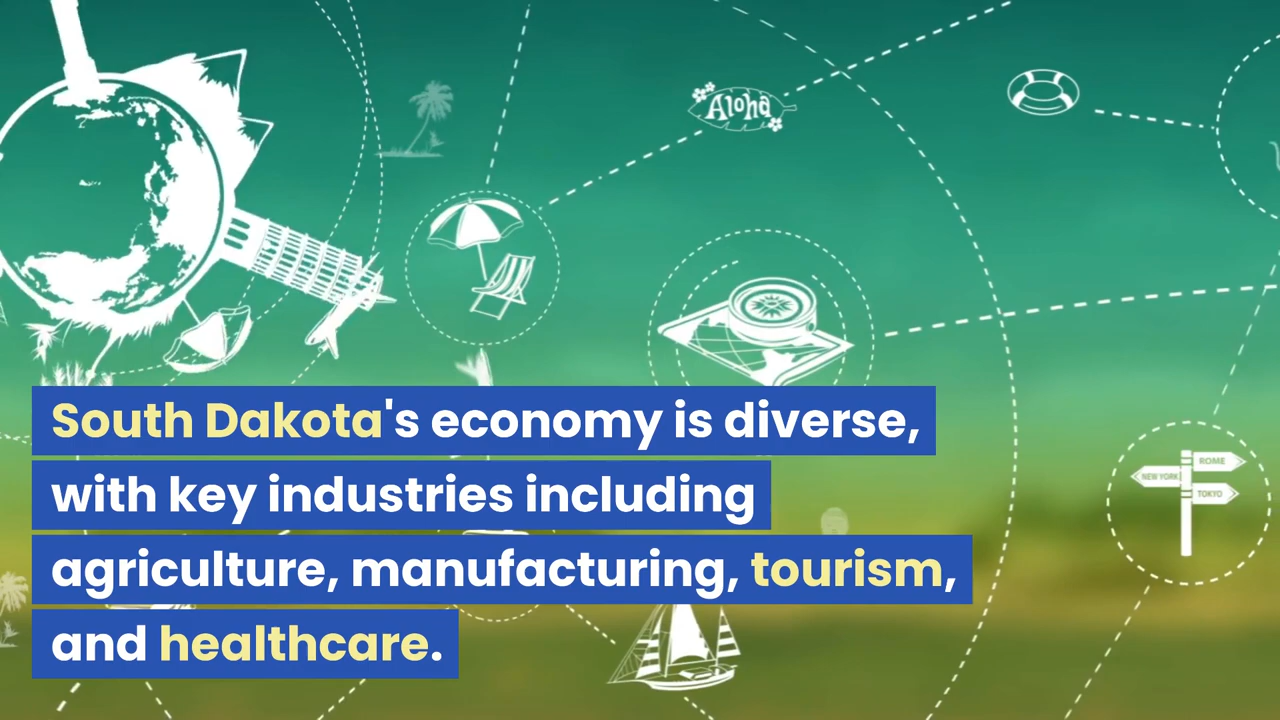 Aloha
ROME
NEW YORK
TOKYO
South Dakota's economy is diverse,
with key industries including
agriculture, manufacturing, tourism,
and healthcare.